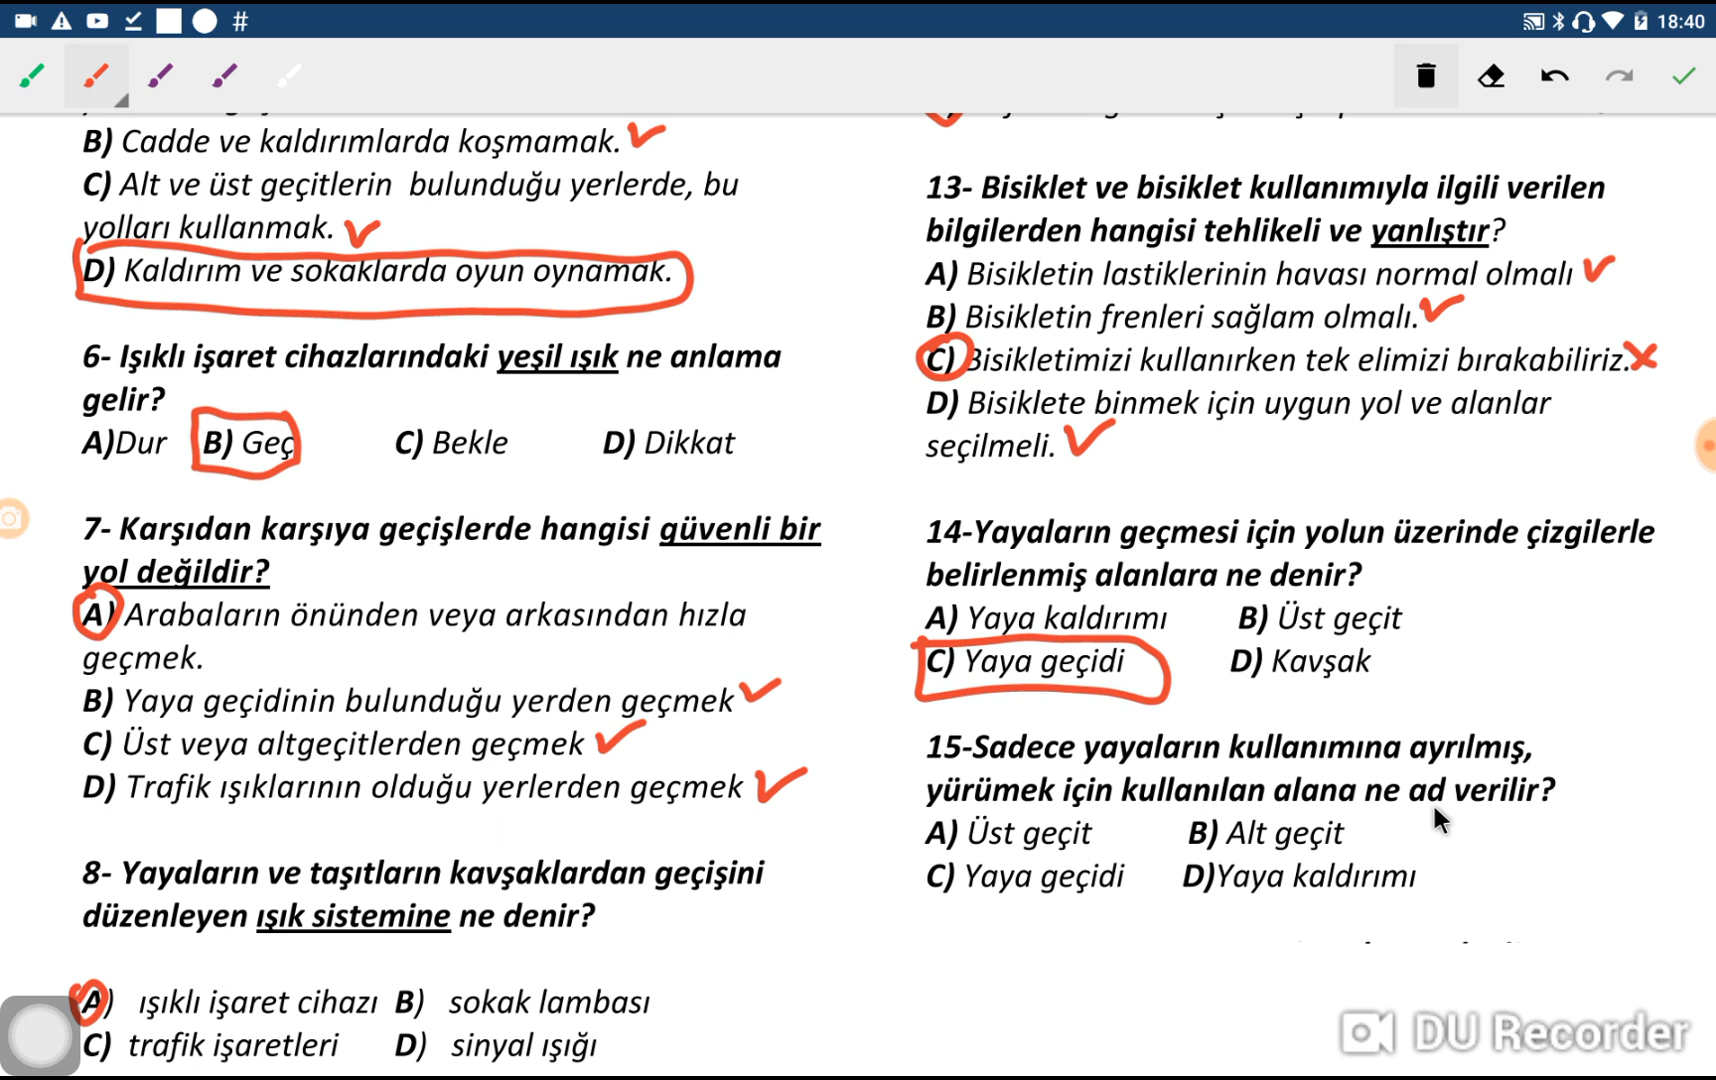 # 18:40
B) Cadde ve kaldırımlarda koşmamak.
C) Alt ve üst geçitlerin bulunduğu yerlerde, bu
yolları kullanmak.
D) Kaldırım ve sokaklarda oyun oynamak.
6- Işıklı işaret cihazlarındaki yeşil ışık ne anlama
gelir?
A)Dur B) Geç C) Bekle D) Dikkat
7- Karşıdan karşıya geçişlerde hangisi güvenli bir
yol değildir?
A) Arabaların önünden veya arkasından hızla
geçmek.
B) Yaya geçidinin bulunduğu yerden geçmek
C) Üst veya altgeçitlerden geçmek
D) Trafik ışıklarının olduğu yerlerden geçmek
8- Yayaların ve taşıtların kavşaklardan geçişini
düzenleyen ışık sistemine ne denir?
A) ışıklı işaret cihazı B) sokak lambası
C) trafik işaretleri D) sinyal ışığı
13- Bisiklet ve bisiklet kullanımıyla ilgili verilen
bilgilerden hangisi tehlikeli ve yanlıştır?
A) Bisikletin lastiklerinin havası normal olmalı
B) Bisikletin frenleri sağlam olmalı.
C) Bisikletimizi kullanırken tek elimizi bırakabiliriz.
D) Bisiklete binmek için uygun yol ve alanlar
seçilmeli.
14-Yayaların geçmesi için yolun üzerinde çizgilerle
belirlenmiş alanlara ne denir?
A) Yaya kaldırımı B) Üst geçit
C) Yaya geçidi D) Kavşak
15-Sadece yayaların kullanımına ayrılmış,
yürümek için kullanılan alana ne ad verilir?
A) Üst geçit B) Alt geçit
C) Yaya geçidi D)Yaya kaldırımı
DU Recorder